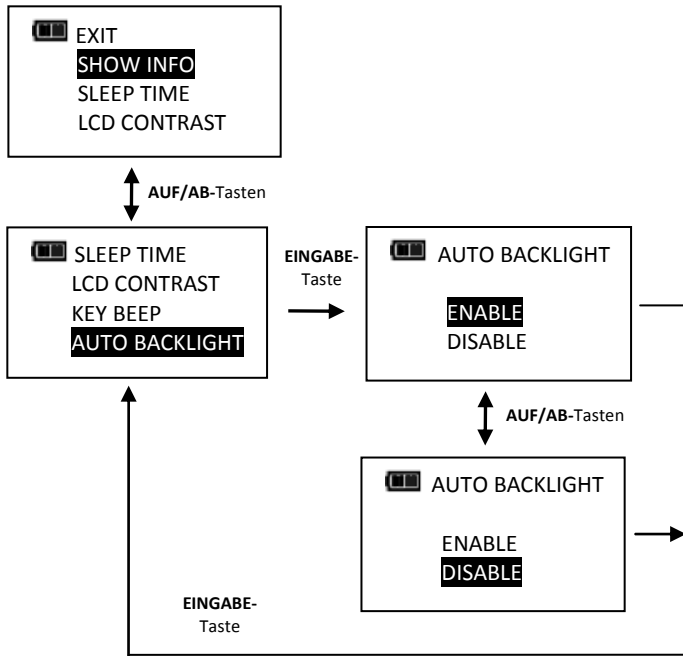 EXIT
SHOW INFO
SLEEP TIME
LCD CONTRAST
AUF/AB-Tasten
SLEEP TIME
LCD CONTRAST
KEY BEEP
AUTO BACKLIGHT
EINGABE-
Taste
AUTO BACKLIGHT
ENABLE
DISABLE
AUF/AB-Tasten
AUTO BACKLIGHT
ENABLE
DISABLE
EINGABE-
Taste